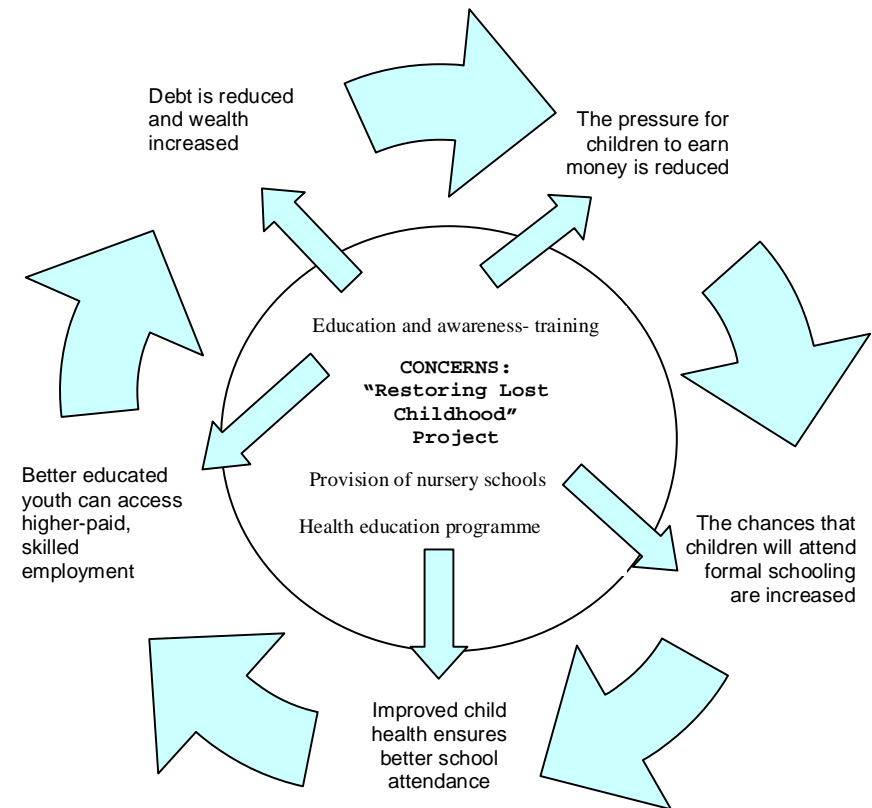 Debt is reduced
and wealth
increased
The pressure for
children to earn
money is reduced
Education and awareness- training
CONCERNS:
“Restoring Lost
Childhood”
Project
Provision of nursery schools
Health education programme
Better educated
youth can access
higher-paid,
skilled
employment
The chances that
children will attend
formal schooling
are increased
Improved child
health ensures
better school
attendance